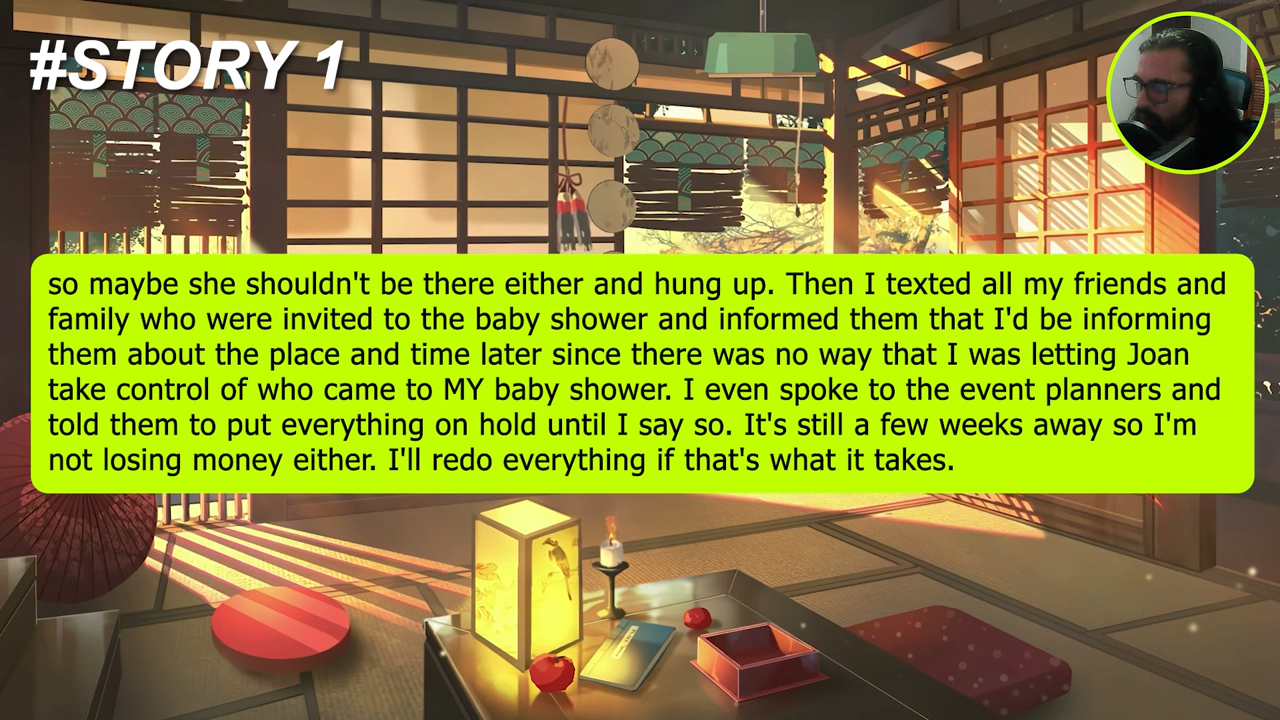 #STORY 1
so maybe she shouldn't be there either and hung up. Then I texted all my friends and
family who were invited to the baby shower and informed them that I'd be informing
them about the place and time later since there was no way that I was letting Joan
take control of who came to MY baby shower. I even spoke to the event planners and
told them to put everything on hold until I say so. It's still a few weeks away so I'm
not losing money either. I'll redo everything if that's what it takes.